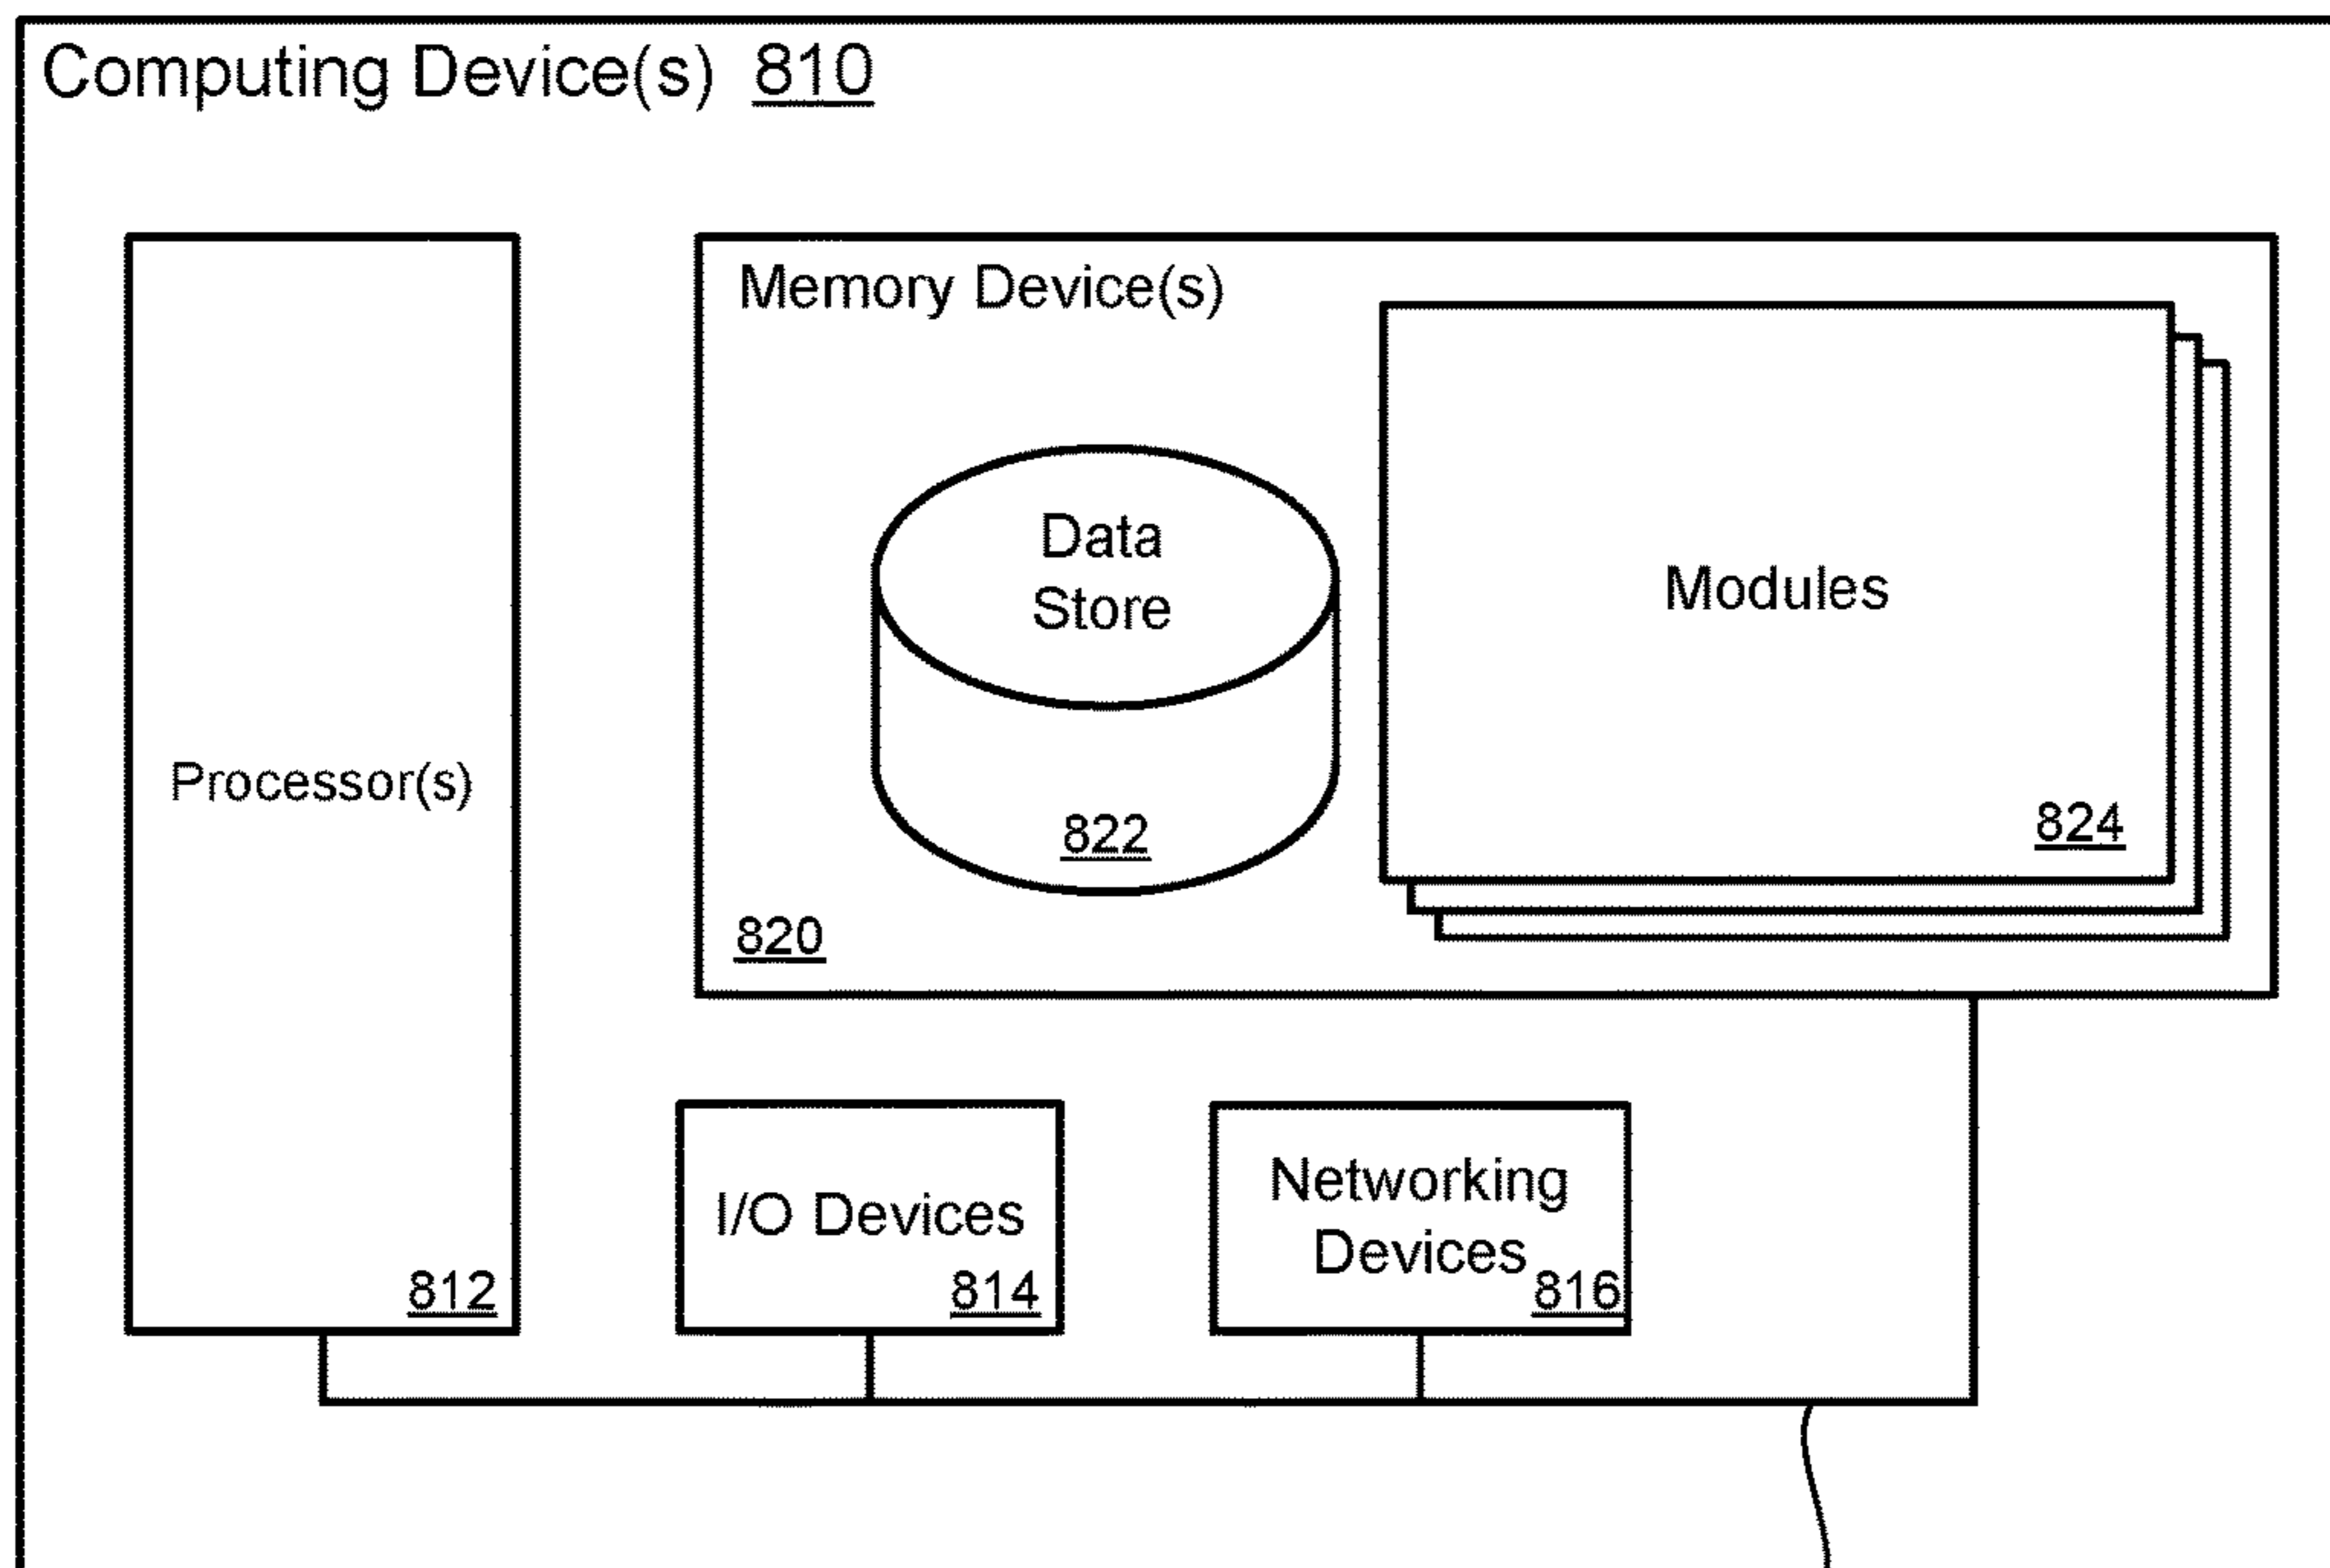 Computing Device(s) 810
Memory Device(s)
Data
Store
822
Modules
824
820
Processor(s)
812
I/O Devices
814
Networking
Devices
816